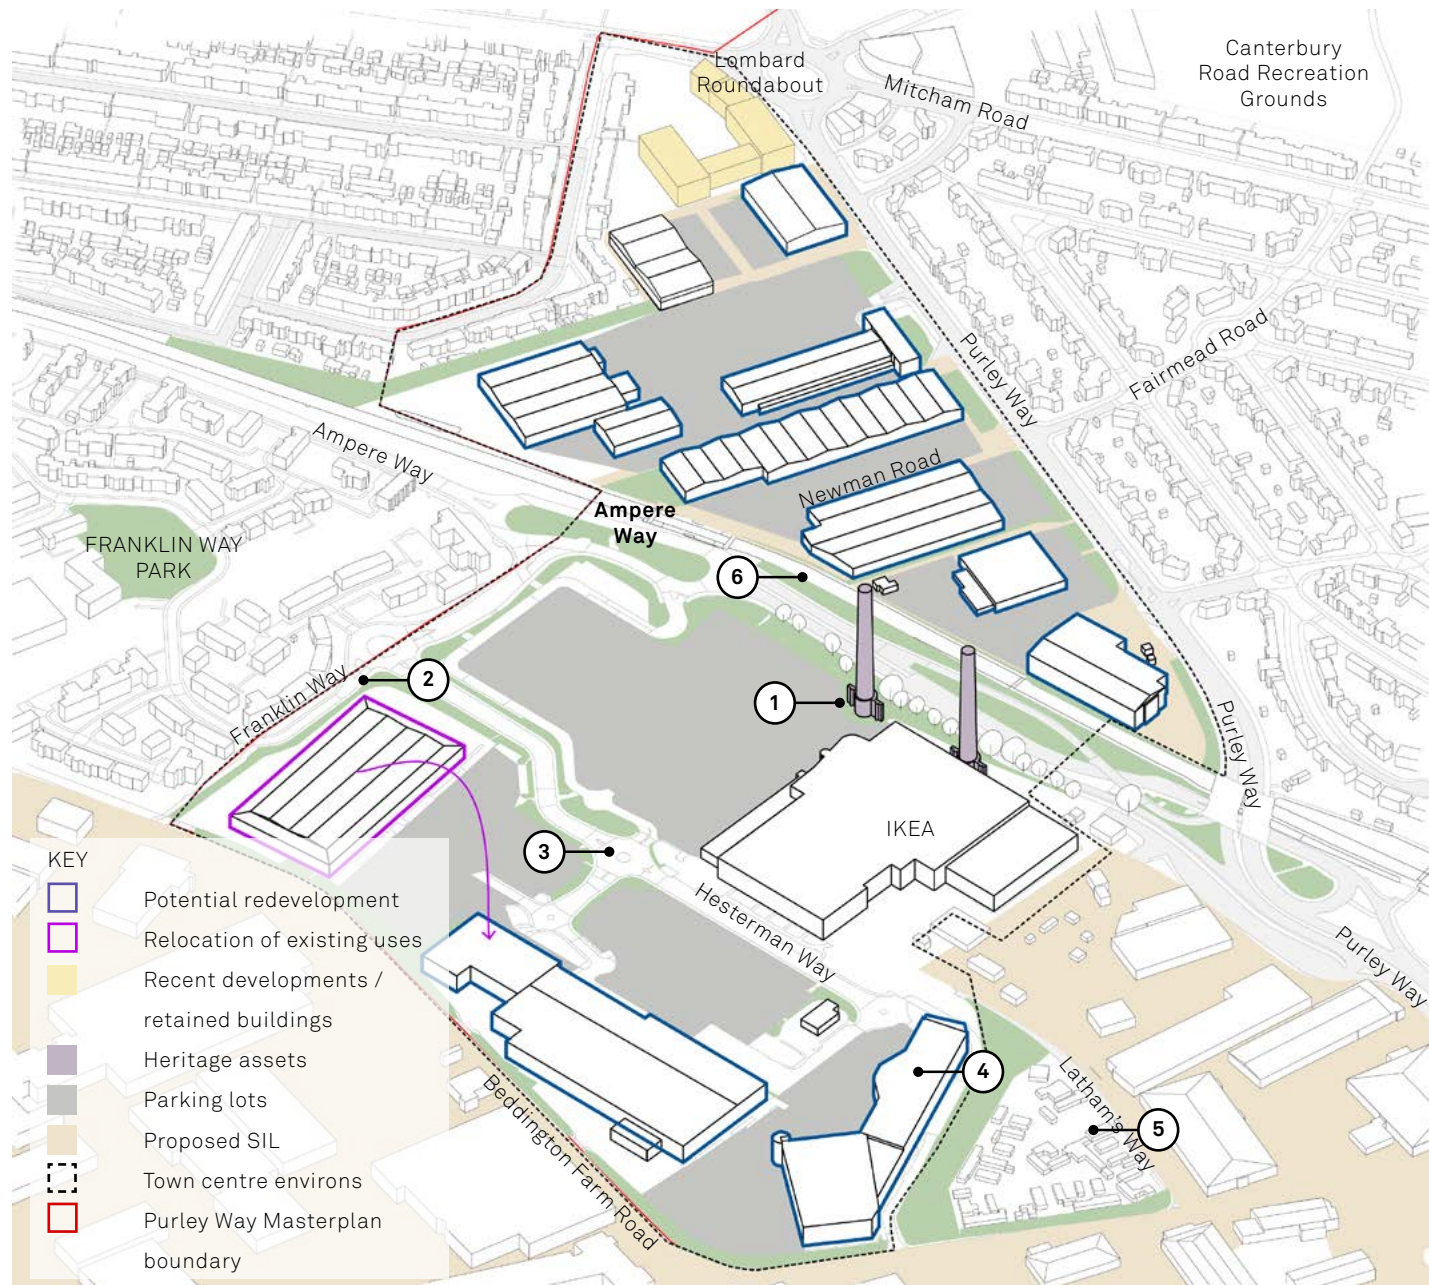 Canterbury
Road Recreation
Grounds
Lombard
Roundabout
Mitcham Road
Purley Way
Fairmead Road
Ampere Way
Newman Road
Ampere
Way
FRANKLIN WAY
PARK
6
2
1
Franklin Way
Purley Way
IKEA
3
Hesterman Way
Purley Way
4
Latham's Way
5
Beddington Farm Road
KEY
Potential redevelopment
Relocation of existing uses
Recent developments /
retained buildings
Heritage assets
Parking lots
Proposed SIL
Town centre environs
Purley Way Masterplan
boundary